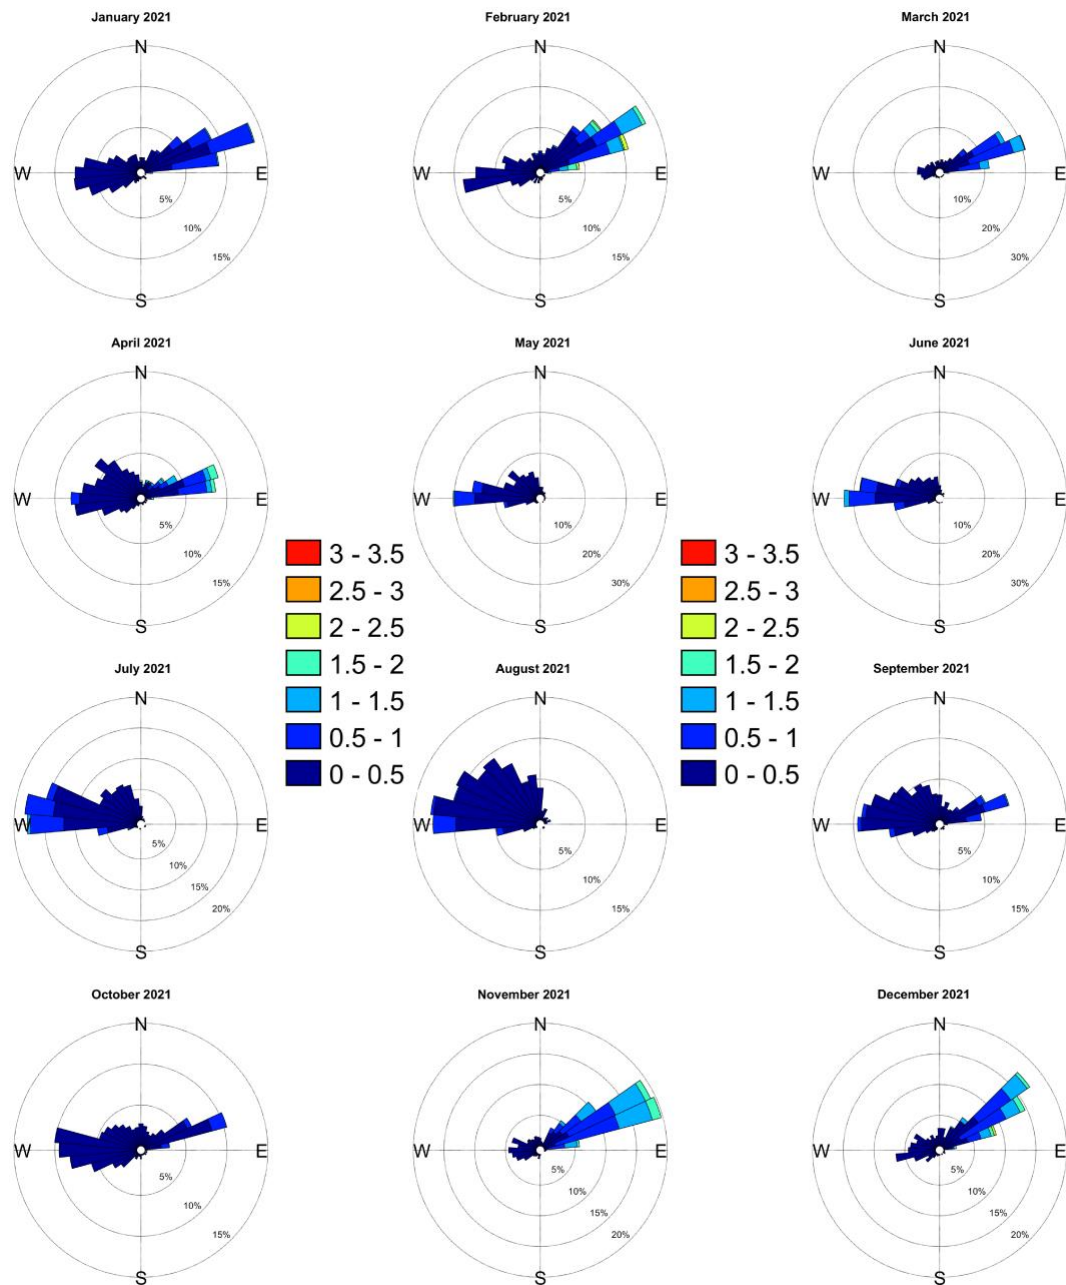 January 2021
February 2021
March 2021
N
N
N
W
E
W
E
W
E
5%
5%
10%
10%
10%
20%
15%
15%
30%
S
S
S
April 2021
May 2021
June 2021
N
N
N
W
E
W
E
W
E
5%
10%
10%
10%
20%
20%
15%
30%
30%
S
S
S
3 - 3.5
2.5 - 3
2 - 2.5
1.5 - 2
1 - 1.5
0.5 - 1
0 - 0.5
3 - 3.5
2.5 - 3
2 - 2.5
1.5 - 2
1 - 1.5
0.5 - 1
0 - 0.5
July 2021
August 2021
September 2021
N
N
N
W
E
W
E
W
E
5%
5%
5%
10%
10%
10%
15%
20%
15%
15%
S
S
S
October 2021
November 2021
December 2021
N
N
N
W
E
W
E
W
E
5%
5%
5%
10%
10%
10%
15%
15%
15%
20%
20%
S
S
S